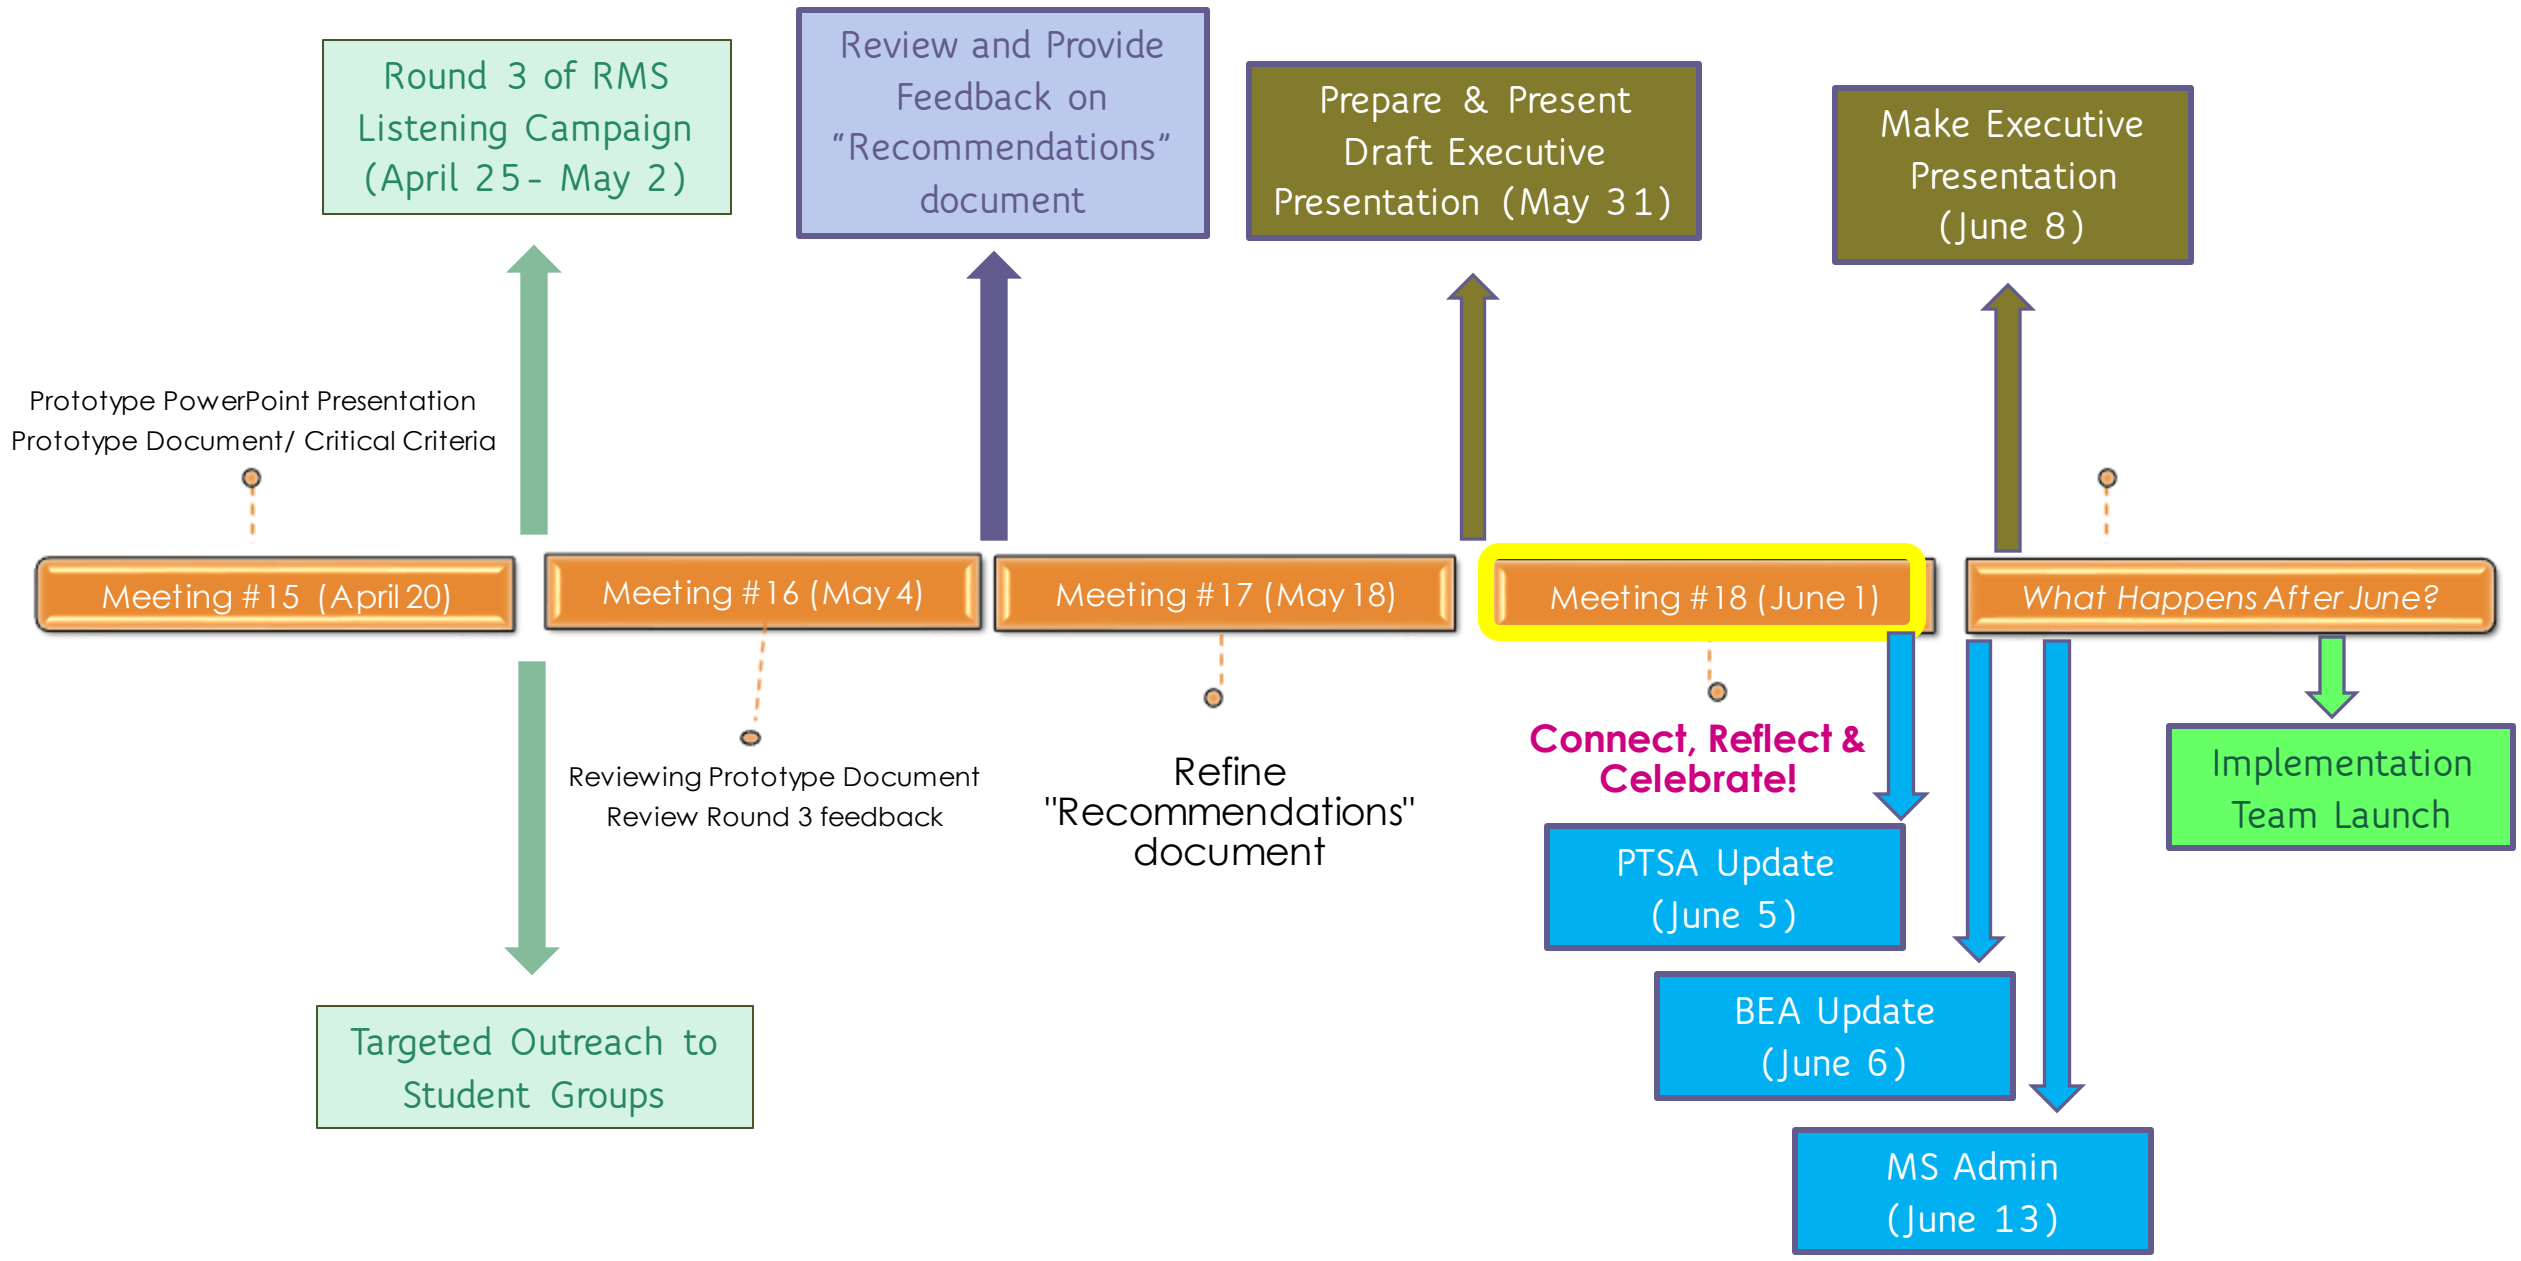 Round 3 of RMS
Listening Campaign
(April 25- May 2)
Review and Provide
Feedback on
“Recommendations”
document
Prepare & Present
Draft Executive
Presentation (May 31)
Make Executive
Presentation
(June 8)
Prototype PowerPoint Presentation
Prototype Document/ Critical Criteria
Meeting #15 (April 20)
Meeting #16 (May 4)
Meeting #17 (May 18)
Meeting #18 (June 1)
What Happens After June?
Reviewing Prototype Document
Review Round 3 feedback
Refine
"Recommendations"
document
Connect, Reflect &
Celebrate!
Implementation
Team Launch
PTSA Update
(June 5)
BEA Update
(June 6)
Targeted Outreach to
Student Groups
MS Admin
(June 13)